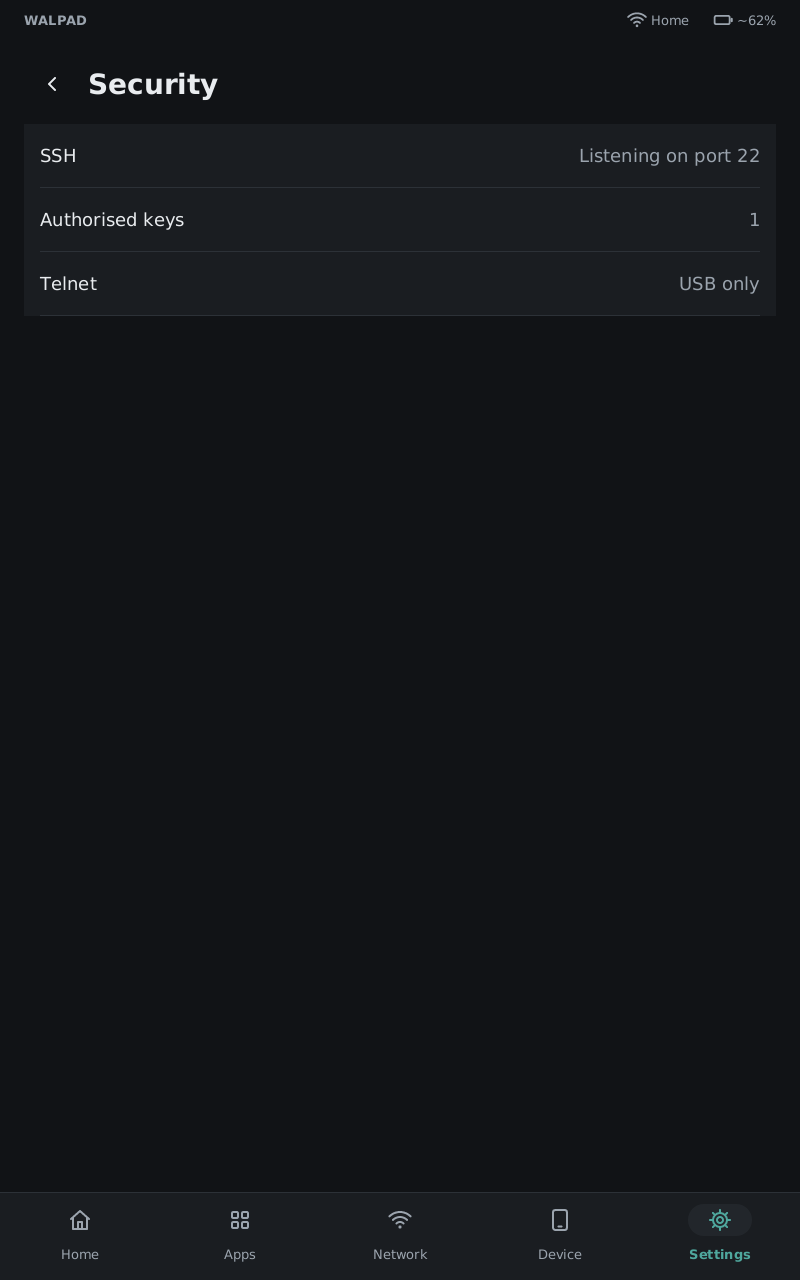 WALPAD Home ~62%
Security
SSH Listening on port 22
Authorised keys 1
Telnet USB only
Home Apps Network Device Settings